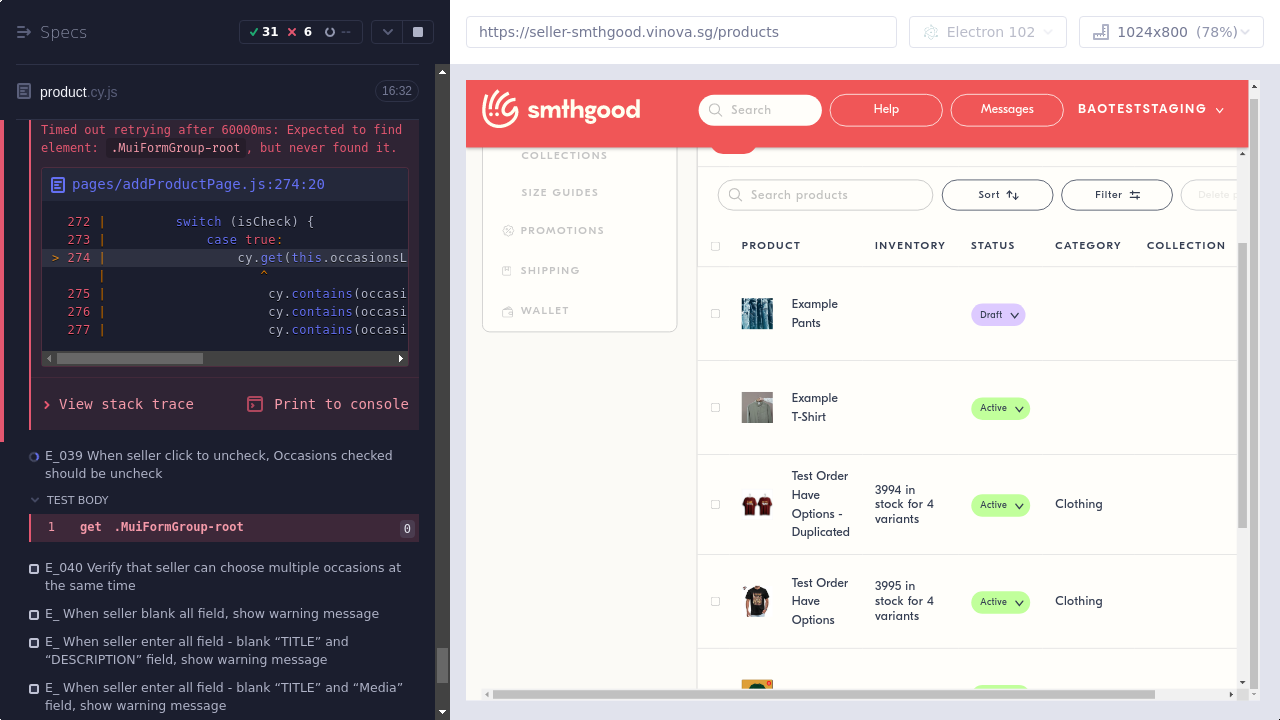 Specs
31
6
--
product.cy.js
16:32
Timed out retrying after 60000ms: Expected to find
element: .MuiFormGroup-root, but never found it.
pages/addProductPage.js:274:20
272 | switch (isCheck) {
273 | case true:
> 274 | cy.get(this.occasionsL
| ^
275 | cy.contains(occasi
276 | cy.contains(occasi
277 | cy.contains(occasi
View stack trace
Print to console
E_039 When seller click to uncheck, Occasions checked
should be uncheck
TEST BODY
1 get .MuiFormGroup-root 0
E_040 Verify that seller can choose multiple occasions at
the same time
E_ When seller blank all field, show warning message
E_ When seller enter all field - blank “TITLE” and
“DESCRIPTION” field, show warning message
E_ When seller enter all field - blank “TITLE” and “Media”
field, show warning message
https://seller-smthgood.vinova.sg/products
Electron 102
1024x800 (78%)
smthgood
Search
Help
Messages
BAOTESTSTAGING
COLLECTIONS
SIZE GUIDES
PROMOTIONS
SHIPPING
WALLET
Search products
Sort
Filter
Delete p
PRODUCT
INVENTORY
STATUS
CATEGORY
COLLECTION
Example
Pants
Draft
Example
T-Shirt
Active
Test Order
Have
Options -
Duplicated
3994 in
stock for 4
variants
Active
Clothing
Test Order
Have
Options
3995 in
stock for 4
variants
Active
Clothing